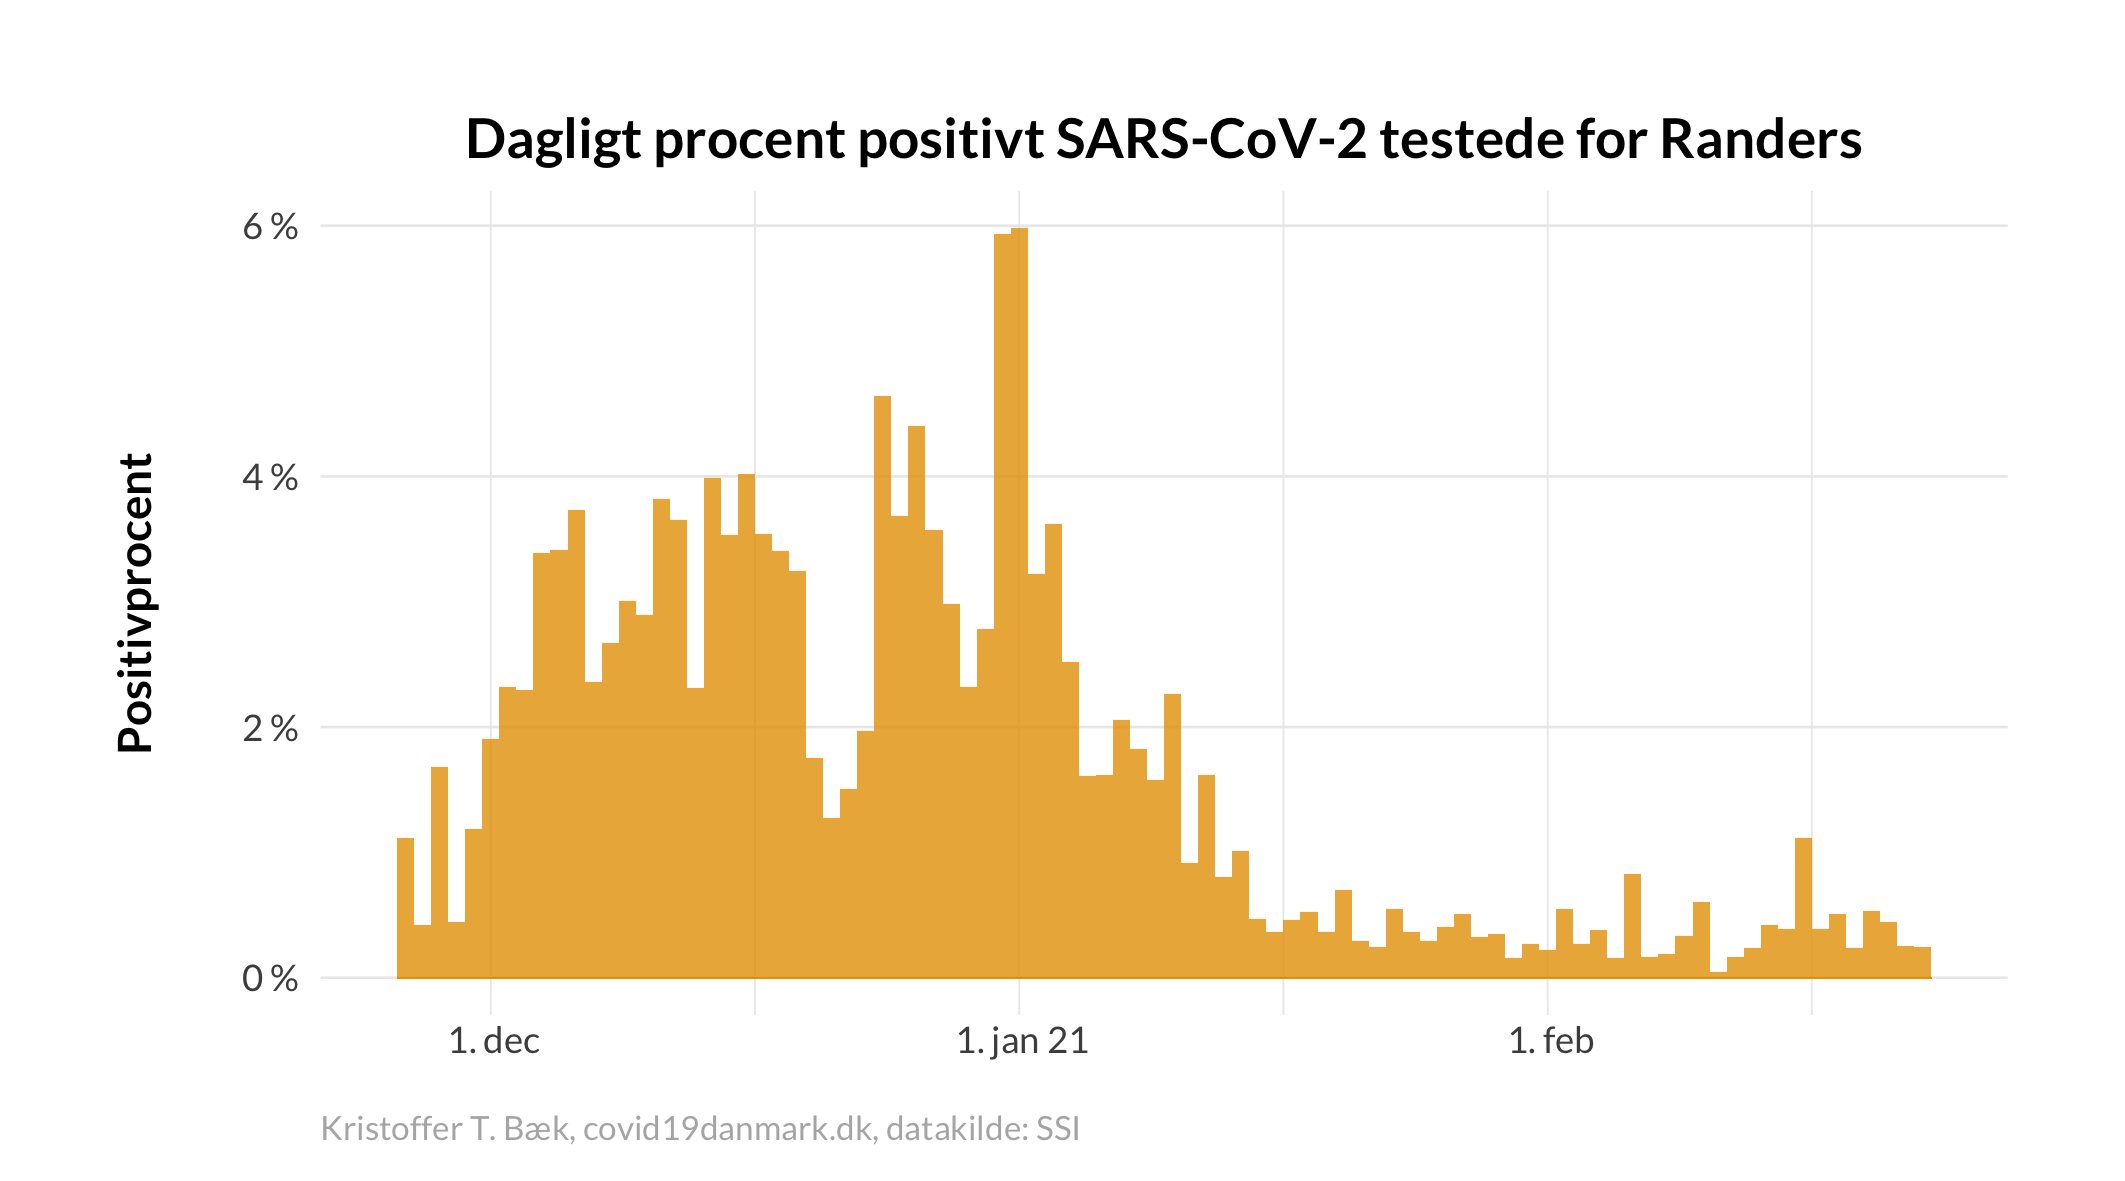 Dagligt procent positivt SARS-CoV-2 testede for Randers
Positivprocent
6 %
4 %
2 %
0 %
1. dec
1. jan 21
1. feb
Kristoffer T. Bæk, covid19danmark.dk, datakilde: SSI